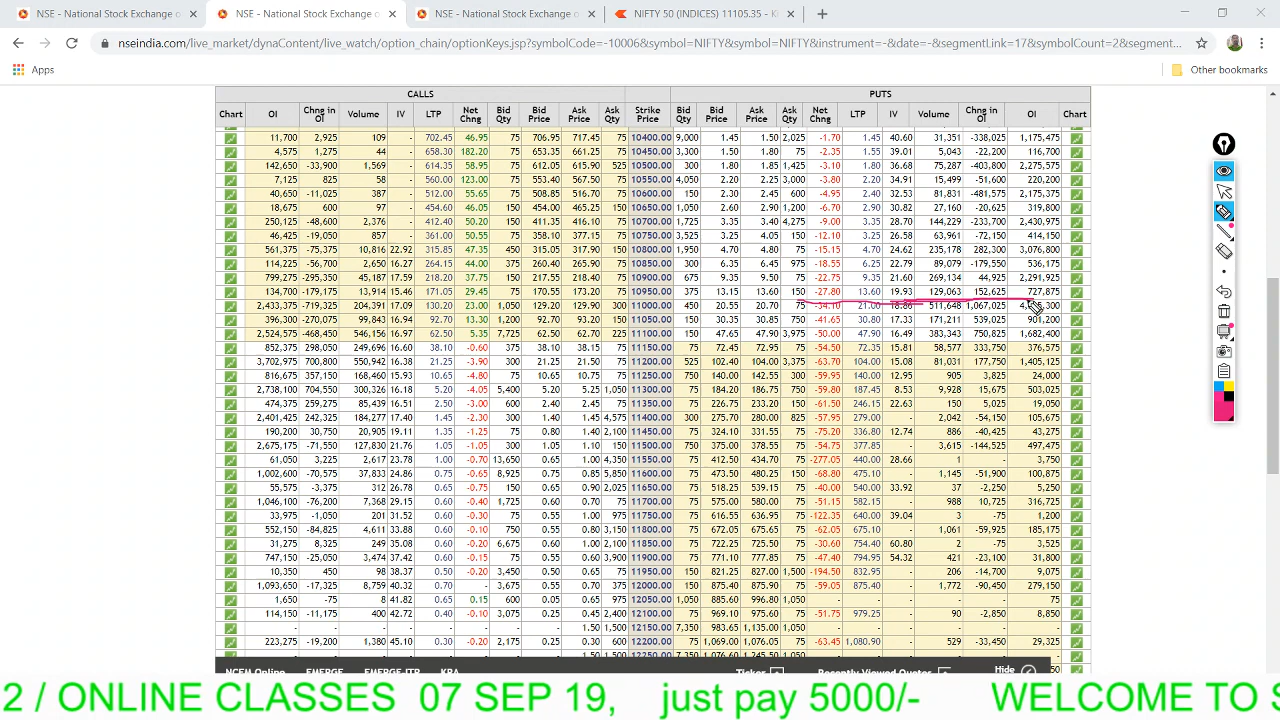 NSE - National Stock Exchange o
NSE - National Stock Exchange o
NSE - National Stock Exchange o
NIFTY 50 (INDICES) 11105.35 -
nseindia.com/live_market/dynaContent/live_watch/option_chain/optionKeys.jsp?symbolCode=-10006&symbol=NIFTY&symbol=NIFTY&instrument=-&date=-&segmentLink=17&symbolCount=2&segment...
Apps Other bookmarks
CALLS PUTS
Chart OI Chng in OI Volume IV LTP Net Chng Bid Qty Bid Price Ask Price Ask Qty Strike Price Bid Qty Bid Price Ask Price Ask Qty Net Chng LTP IV Volume Chng in OI OI Chart
11,700 2,925 109 - 702.45 46.95 75 706.95 717.45 75 10400.00 9,000 1.45 1.50 2,025 -1.70 1.45 40.60 31,351 -338,025 1,175,475
4,575 1,275 44 - 658.30 182.20 75 653.35 661.25 75 10450.00 3,300 1.50 1.80 75 -2.35 1.55 39.01 5,043 -22,200 116,700
142,650 -33,900 1,569 - 614.35 58.95 225 612.05 615.90 525 10500.00 300 1.80 1.85 1,425 -3.10 1.80 36.68 75,287 -403,800 2,275,575
7,125 825 58 - 560.00 123.00 75 553.40 567.50 75 10550.00 4,050 2.20 2.25 3,000 -3.80 2.20 34.91 15,499 -51,600 220,200
40,650 -11,025 387 - 512.00 55.65 75 508.85 516.70 75 10600.00 150 2.30 2.45 600 -4.95 2.40 32.53 81,831 -481,575 2,175,375
18,675 600 97 - 454.60 46.05 150 454.35 465.25 150 10650.00 1,050 2.60 2.90 1,200 -6.70 2.90 30.82 27,160 -20,625 319,800
250,125 -48,600 376 - 412.40 50.20 150 411.35 415.10 75 10700.00 1,725 3.35 3.40 4,275 -9.00 3.35 28.70 44,229 -233,700 2,430,975
46,425 -19,050 857 - 361.00 50.55 75 358.10 377.15 75 10750.00 3,525 3.25 4.05 150 -12.10 3.25 26.58 63,961 -72,150 414,150
561,375 -75,375 10,816 22.92 315.85 47.35 450 315.05 317.90 150 10800.00 1,950 4.70 4.80 75 -15.15 4.70 24.62 235,178 282,300 3,076,800
114,225 -56,700 650 16.27 264.15 44.00 375 260.40 265.75 300 10850.00 300 6.35 6.45 975 -18.55 6.25 22.79 89,079 -69,150 536,175
799,275 -295,350 45,187 17.59 218.20 37.75 150 217.55 218.20 75 10900.00 675 9.35 9.50 75 -22.75 9.35 21.60 269,134 44,925 2,291,925
134,700 -179,175 13,914 15.46 171.05 29.45 150 171.05 173.40 75 10950.00 375 13.15 13.60 150 -27.80 13.60 19.93 129,063 152,625 727,875
2,433,375 -719,325 204,391 17.09 130.20 23.00 1,050 129.20 129.90 300 11000.00 450 20.55 20.70 75 -34.10 21.00 1,067,025
196,300 -270,075 99,843 16.94 92.70 13.30 1,200 92.70 93.20 150 11050.00 150 30.35 30.85 750 -41.65 30.80 17.33 171,211 539,025
2,524,575 -468,450 546,156 16.97 62.50 5.35 75 62.50 62.70 225 11100.00 150 47.65 47.90 3,975 -50.00 47.90 16.49 283,343 750,825 1,682,400
852,375 298,050 249,656 16.60 38.10 -0.60 375 38.10 38.15 75 11150.00 75 72.45 72.95 75 -54.50 72.35 15.81 58,577 333,750 376,575
3,702,975 700,800 550,942 16.38 21.25 -3.90 300 21.25 21.50 75 11200.00 525 102.40 104.00 3,375 -63.70 104.00 15.08 81,031 177,750 1,405,125
816,675 357,150 168,460 15.93 10.65 -4.80 75 10.65 10.75 75 11250.00 300 140.00 142.55 300 -59.95 140.00 12.95 905 3,825 24,000
2,738,100 704,550 300,326 16.18 5.20 -4.05 5,400 5.20 5.25 1,050 11300.00 750 184.20 186.75 750 -59.80 187.45 8.53 9,928 15,675 503,025
474,375 259,275 89,439 16.51 2.50 -3.00 600 2.40 2.45 75 11350.00 75 226.75 233.20 150 -61.50 246.15 22.63 150 5,025 19,050
2,401,425 242,325 184,277 17.40 1.45 -2.30 300 1.40 1.45 4,575 11400.00 300 275.70 280.00 825 -57.95 279.00 - 2,042 -54,150 105,675
190,200 30,750 20,905 19.11 1.35 -1.25 75 0.80 1.40 2,100 11450.00 75 324.10 331.55 75 -75.20 336.80 12.74 886 -40,425 43,275
2,675,175 -71,550 127,830 21.76 1.05 -1.05 300 1.05 1.10 150 11500.00 750 375.00 378.55 75 -54.75 377.85 - 3,615 -144,525 497,475
61,050 3,225 617 23.78 1.00 -0.70 13,650 0.65 1.00 4,350 11550.00 75 412.50 434.70 75 -277.05 440.00 28.66 1 - 3,750
1,002,600 -70,575 37,833 24.86 0.75 -0.65 8,925 0.75 0.85 5,850 11600.00 75 473.50 480.25 150 -68.80 475.10 - 1,145 -51,900 100,875
55,575 -3,375 312 26.78 0.65 -0.75 150 0.65 0.90 2,025 11650.00 75 518.25 539.15 75 -40.00 540.00 33.92 37 -2,250 5,250
1,046,100 -76,200 368 29.15 0.60 -0.40 1,725 0.60 0.70 75 11700.00 75 575.00 580.00 75 -51.15 582.15 - 988 10,725 316,725
33,975 -1,050 201 31.52 0.60 -0.30 75 0.55 1.00 975 11750.00 75 616.55 636.95 75 -122.35 640.00 39.04 3 -75 1,200
552,150 -84,825 4,611 33.88 0.60 -0.10 750 0.55 0.80 3,150 11800.00 75 672.25 675.65 75 -62.05 675.10 - 1,061 -59,925 185,175
31,275 8,325 249 35.08 0.60 -0.20 2,675 0.60 1.00 2,100 11850.00 75 722.25 725.50 75 -35.60 754.40 60.80 2 -75 3,525
747,150 -25,050 3,474 37.42 0.60 -0.15 225 0.55 0.60 3,900 11900.00 75 771.10 777.85 75 -47.40 794.95 54.32 421 -23,100 31,800
10,350 450 9 38.37 0.50 -0.20 1,450 0.50 0.65 75 11950.00 150 821.25 827.00 1,500 -194.50 832.95 - 206 -14,700 9,075
1,093,650 -17,325 8,759 40.32 0.70 - 3,675 0.55 0.70 375 12000.00 75 875.40 890.75 75 -59.05 875.40 - 1,772 -90,450 279,150
1,650 -75 8 41.82 0.65 0.15 600 0.05 0.65 975 12050.00 1,050 885.60 996.80 1,050 - - - - - 75
114,150 -11,175 400 42.72 0.40 -0.10 3,075 0.25 0.45 2,400 12100.00 75 969.10 975.60 75 -51.75 979.25 - 90 -2,850 8,850
- - - - - - - - 1.50 1,500 12150.00 7,350 983.65 1,135.00 1,050 - - - - - -
223,275 -19,200 1,380 45.10 0.30 -0.20 2,175 0.25 0.30 600 12200.00 75 1,069.00 1,076.05 75 -63.45 1,080.90 - 529 -33,450 29,325
Hide
2 / ONLINE CLASSES 07 SEP 19, just pay 5000/- WELCOME TO S